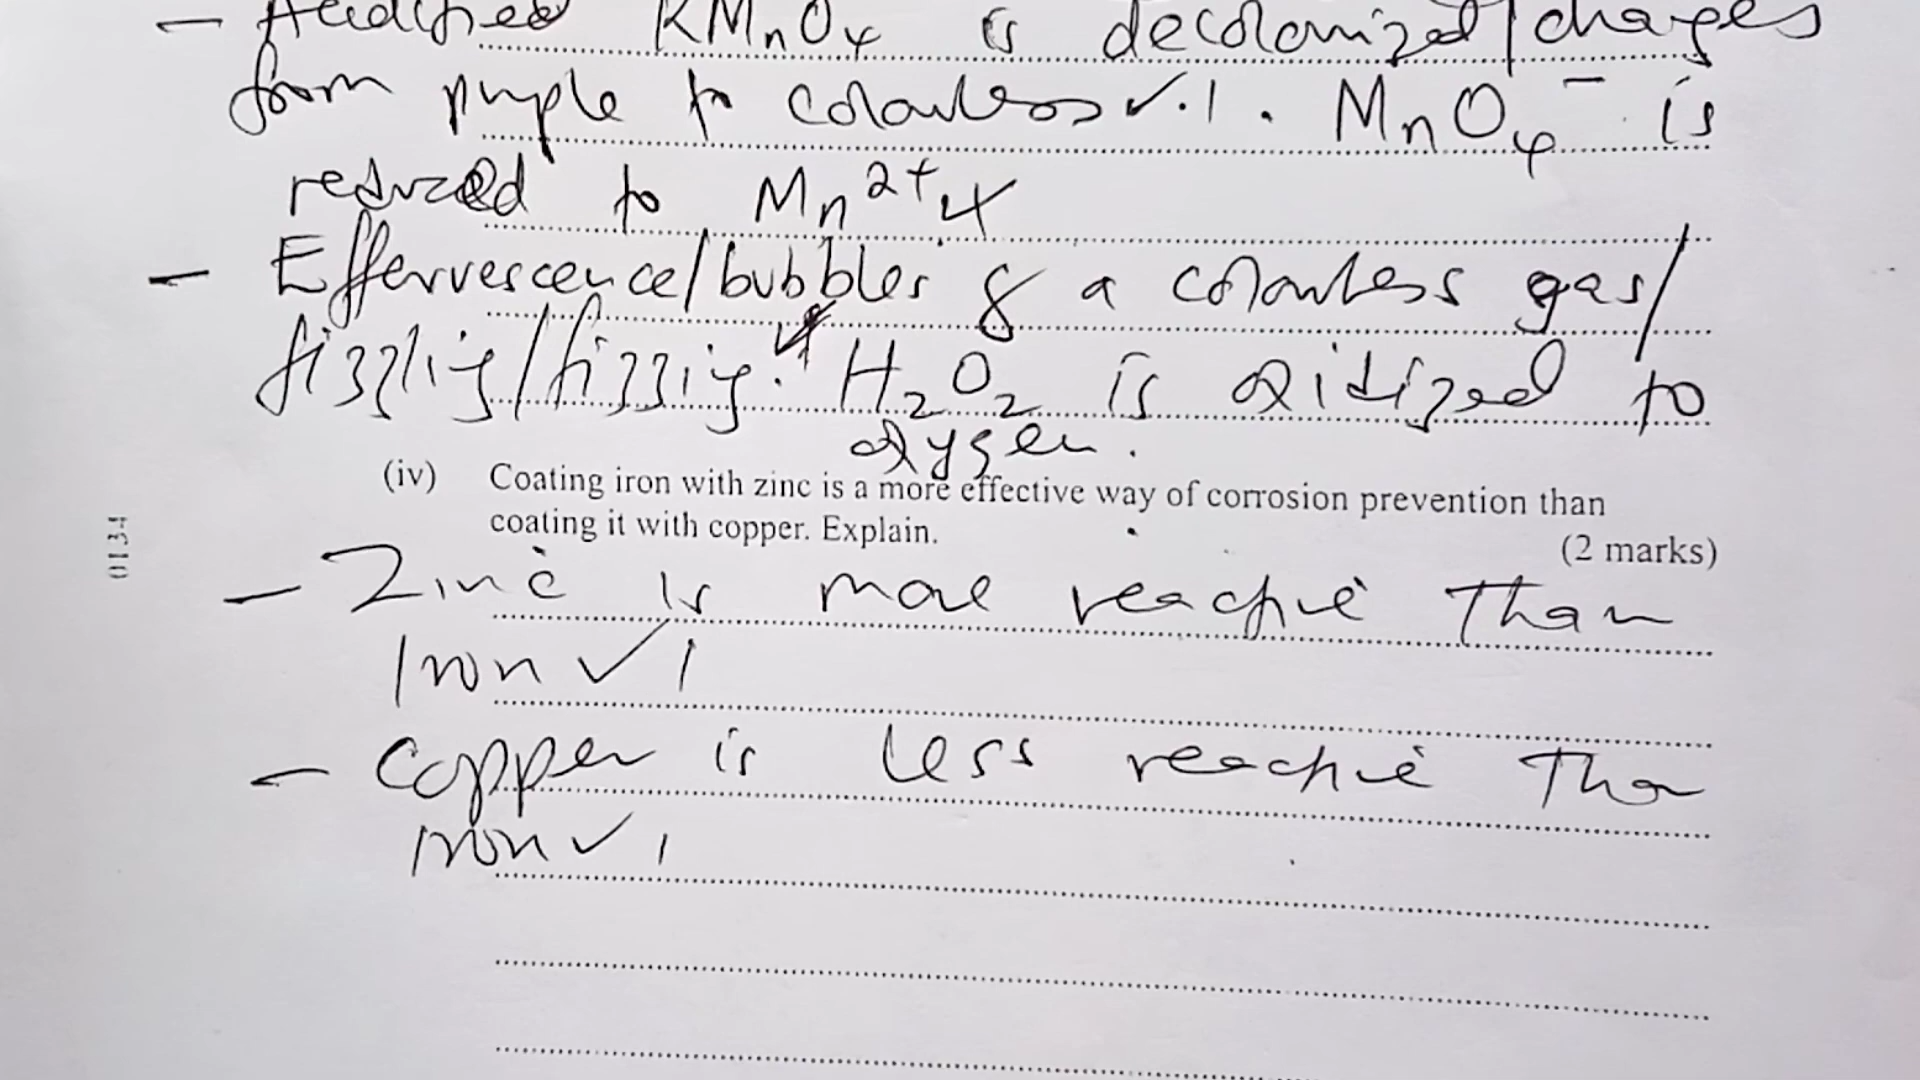 - Acidified KMnO4 is decolourized/changes
from purple to colourless ✓.1. MnO4⁻ is
reduced to Mn²⁺
- Effervescence/bubbles of a colourless gas/
fizzling/fizzing. ✓1 H2O2 is oxidized to
oxygen.
(iv) Coating iron with zinc is a more effective way of corrosion prevention than
coating it with copper. Explain.
(2 marks)
- Zinc is more reactive than
Iron ✓1
- Copper is less reactive than
iron ✓1
0134